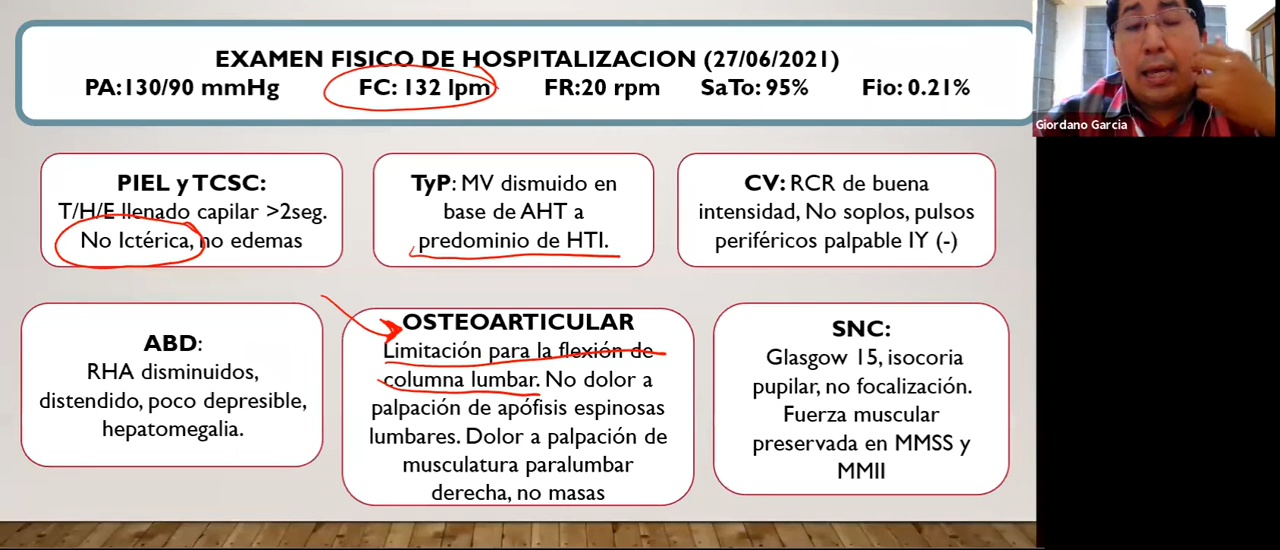 EXAMEN FISICO DE HOSPITALIZACION (27/06/2021)
PA:130/90 mmHg FC: 132 lpm FR:20 rpm SaTo: 95% Fio: 0.21%
Giordano Garcia
PIEL y TCSC:
T/H/E llenado capilar >2seg.
No Ictérica, no edemas
TyP: MV dismuido en
base de AHT a
predominio de HTI.
CV: RCR de buena
intensidad, No soplos, pulsos
periféricos palpable IY (-)
ABD:
RHA disminuidos,
distendido, poco depresible,
hepatomegalia.
OSTEOARTICULAR
Limitación para la flexión de
columna lumbar. No dolor a
palpación de apófisis espinosas
lumbares. Dolor a palpación de
musculatura paralumbar
derecha, no masas
SNC:
Glasgow 15, isocoria
pupilar, no focalización.
Fuerza muscular
preservada en MMSS y
MMII